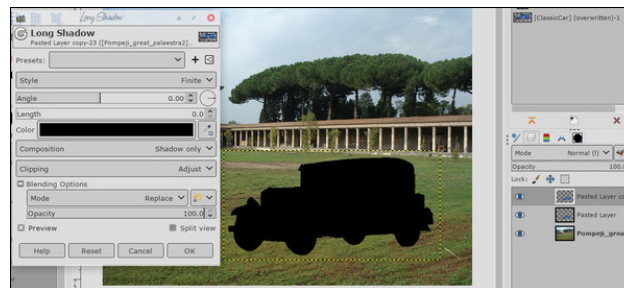 Long Shadow
Long Shadow
Pasted Layer copy-23 ([Pompeji_great_palaestra2]...
Presets:
Style Finite
Angle 0.00
Length 0.0
Color
Composition Shadow only
Clipping Adjust
Blending Options
Mode Replace
Opacity 100.0
Preview Split view
Help Reset Cancel OK
[ClassicCar] (overwritten)-1
Mode Normal (l)
Opacity 100.
Lock:
Pasted Layer co
Pasted Layer
Pompeji_grea